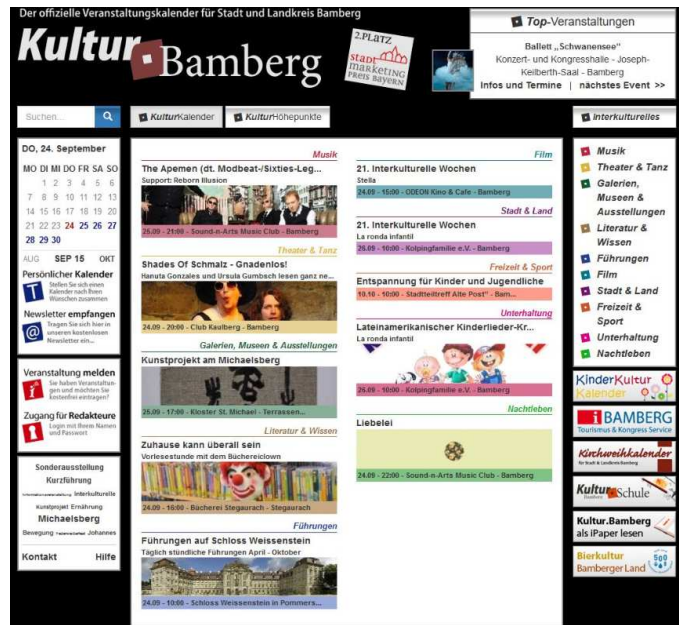 Der offizielle Veranstaltungskalender für Stadt und Landkreis Bamberg
Kultur Bamberg
2.PLATZ
stadt
marketing
PREIS BAYERN
Top-Veranstaltungen
Ballett „Schwanensee"
Konzert- und Kongresshalle - Joseph-
Keilberth-Saal - Bamberg
Infos und Termine | nächstes Event >>
Suchen...
KulturKalender
KulturHöhepunkte
interkulturelles
DO, 24. September
MO DI MI DO FR SA SO
1 2 3 4 5 6
7 8 9 10 11 12 13
14 15 16 17 18 19 20
21 22 23 24 25 26 27
28 29 30
AUG SEP 15 OKT
Persönlicher Kalender
Stellen Sie sich einen
Kalender nach Ihren
Wünschen zusammen
Newsletter empfangen
Tragen Sie sich hier in
unseren kostenlosen
Newsletter ein...
Veranstaltung melden
Sie haben Veranstaltun-
gen und möchten Sie
kostenfrei eintragen?
Zugang für Redakteure
Login mit Ihrem Namen
und Passwort
Sonderausstellung
Kurzführung
Interkulturelle
Kunstprojekt Ernährung
Michaelsberg
Bewegung Johannes
Kontakt Hilfe
Musik
The Apemen (dt. Modbeat-/Sixties-Leg...
Support: Reborn Illusion
25.09 - 21:00 - Sound-n-Arts Music Club - Bamberg
Theater & Tanz
Shades Of Schmalz - Gnadenlos!
Hanuta Gonzales und Ursula Gumbsch lesen ganz ne...
24.09 - 20:00 - Club Kaulberg - Bamberg
Galerien, Museen & Ausstellungen
Kunstprojekt am Michaelsberg
25.09 - 17:00 - Kloster St. Michael - Terrassen...
Literatur & Wissen
Zuhause kann überall sein
Vorlesestunde mit dem Büchereiclown
24.09 - 16:00 - Bücherei Stegaurach - Stegaurach
Führungen
Führungen auf Schloss Weissenstein
Täglich stündliche Führungen April - Oktober
24.09 - 10:00 - Schloss Weissenstein in Pommers...
Film
21. Interkulturelle Wochen
Stella
24.09 - 15:00 - ODEON Kino & Cafe - Bamberg
Stadt & Land
21. Interkulturelle Wochen
La ronda infantil
26.09 - 10:00 - Kolpingfamilie e.V. - Bamberg
Freizeit & Sport
Entspannung für Kinder und Jugendliche
10.10 - 10:00 - Stadtteiltreff Alte Post" - Bam...
Unterhaltung
Lateinamerikanischer Kinderlieder-Kr...
La ronda infantil
26.09 - 10:00 - Kolpingfamilie e.V. - Bamberg
Nachtleben
Liebelei
24.09 - 22:00 - Sound-n-Arts Music Club - Bamberg
Musik
Theater & Tanz
Galerien,
Museen &
Ausstellungen
Literatur &
Wissen
Führungen
Film
Stadt & Land
Freizeit &
Sport
Unterhaltung
Nachtleben
KinderKultur
Kalender
i BAMBERG
Tourismus & Kongress Service
Kirchweihkalender
für Stadt & Landkreis Bamberg
Kultur Schule
Kultur.Bamberg
als iPaper lesen
Bierkultur
Bamberger Land
500